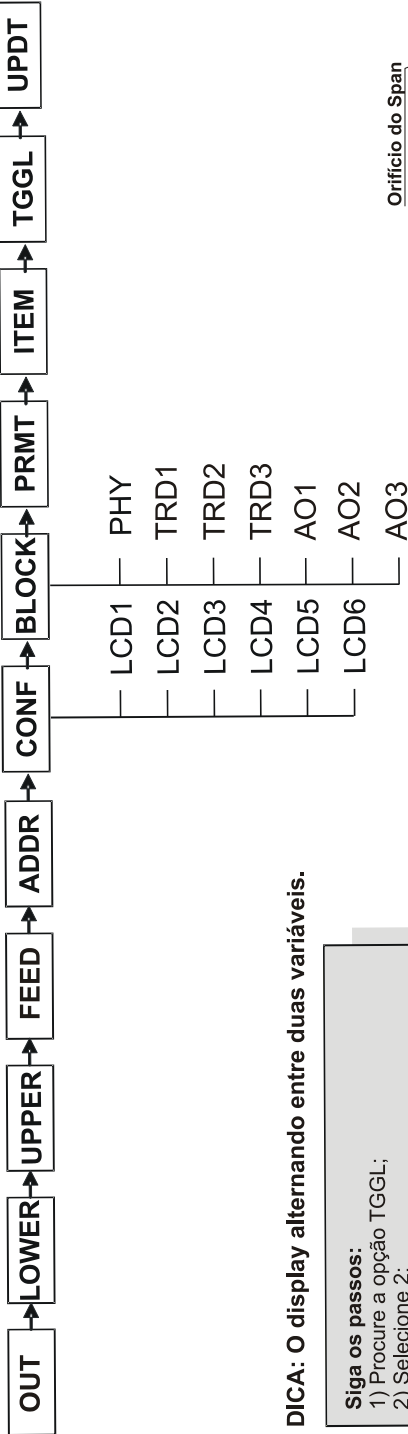 OUT
LOWER
UPPER
FEED
ADDR
CONF
BLOCK
PRMT
ITEM
TGGL
UPDT
LCD1
LCD2
LCD3
LCD4
LCD5
LCD6
PHY
TRD1
TRD2
TRD3
AO1
AO2
AO3
DICA: O display alternando entre duas variáveis.
Siga os passos:
1) Procure a opção TGGL;
2) Selecione 2;
Orifício do Span